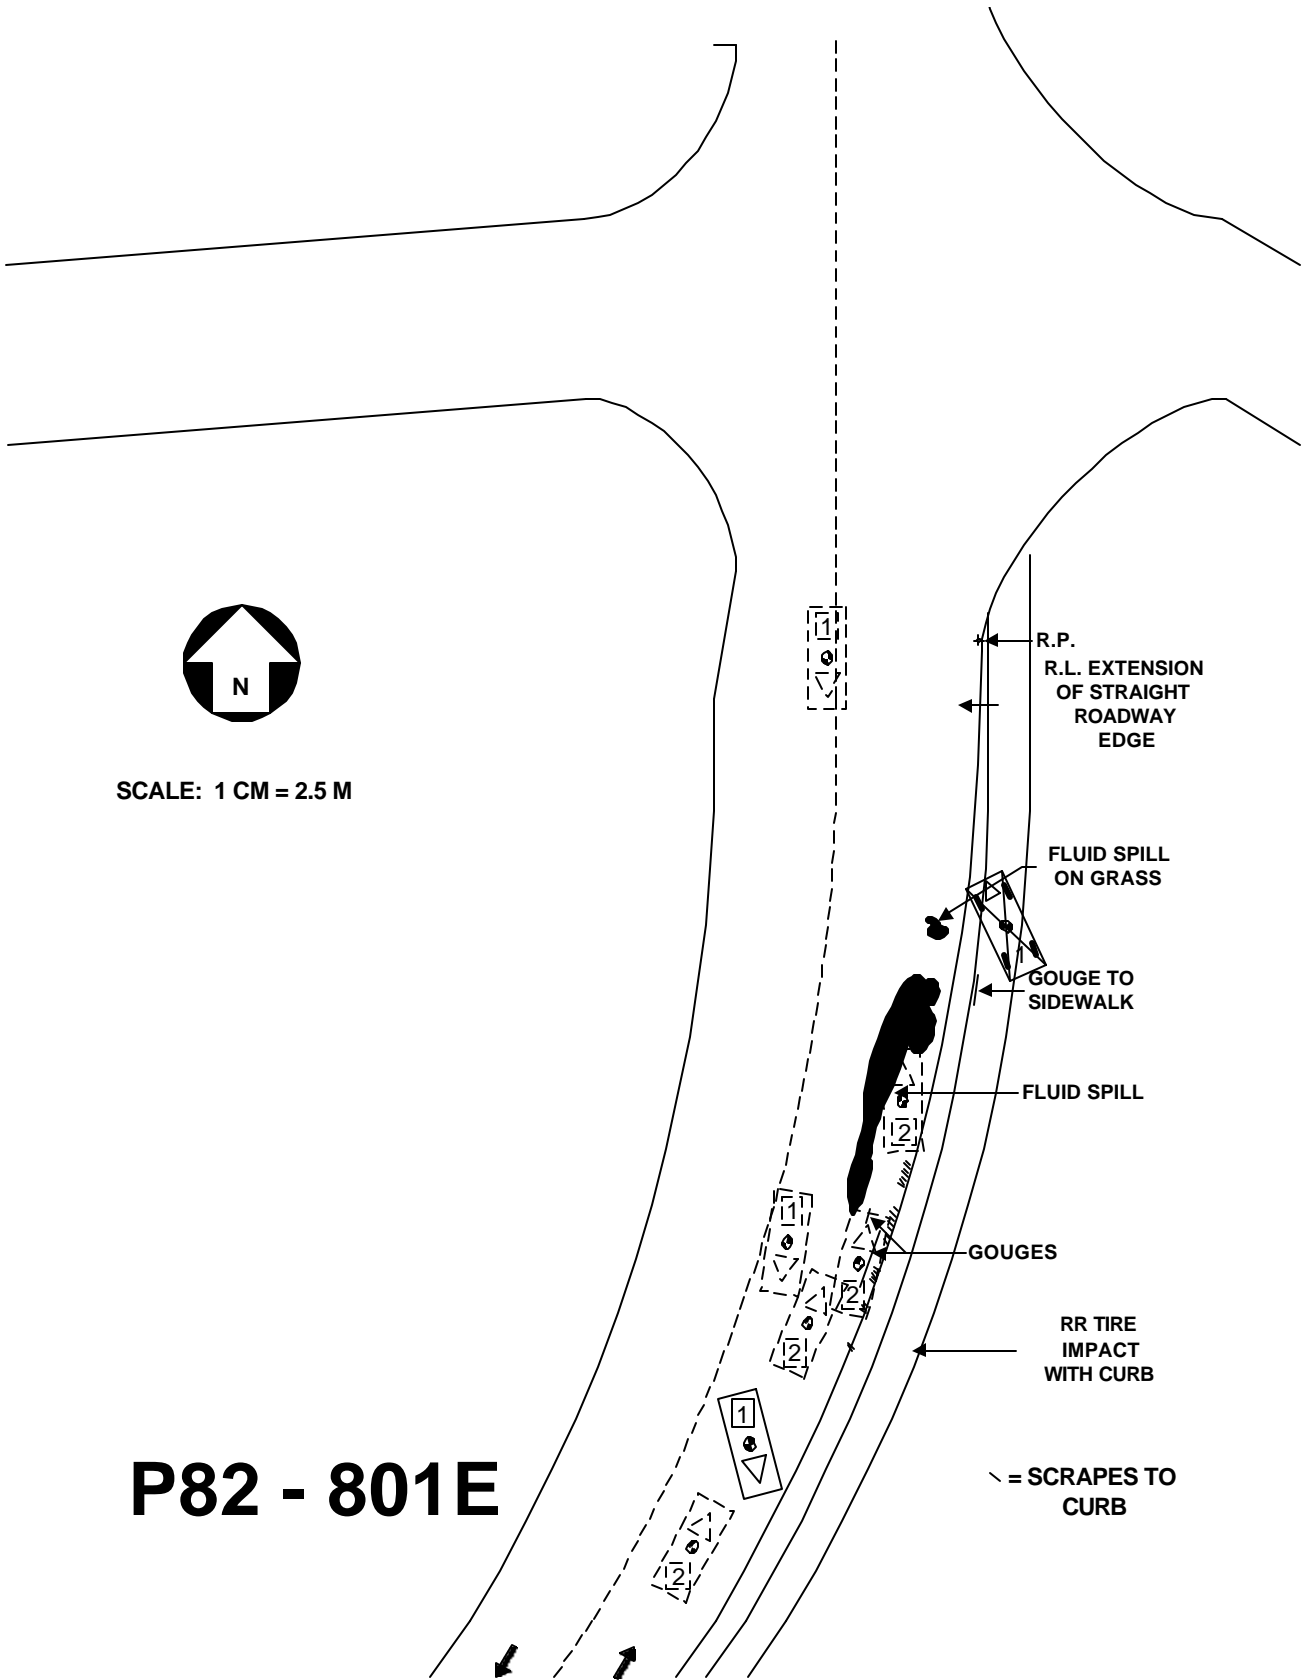 1
R.P.
R.L. EXTENSION
OF STRAIGHT
ROADWAY
EDGE
N
SCALE: 1 CM = 2.5 M
FLUID SPILL
ON GRASS
1
GOUGE TO
SIDEWALK
FLUID SPILL
2
1
GOUGES
2
2
RR TIRE
IMPACT
WITH CURB
1
P82 - 801E
= SCRAPES TO
CURB
2